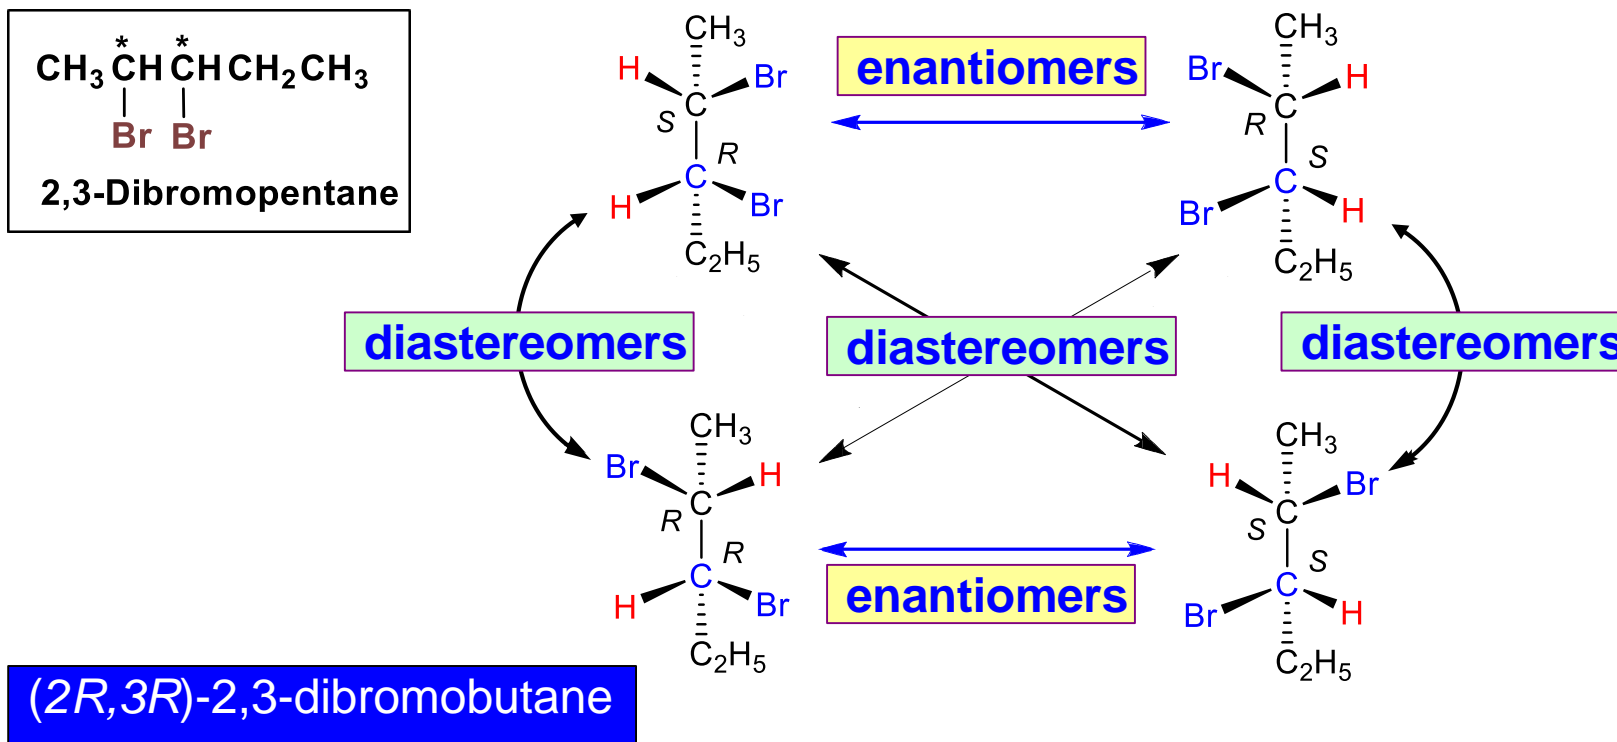 * *
CH₃CHCHCH₂CH₃
Br Br
2,3-Dibromopentane
CH₃
H Br
C
S
R
C
H Br
C₂H₅
enantiomers
CH₃
Br H
C
R
S
C
Br H
C₂H₅
diastereomers
diastereomers
diastereomers
CH₃
Br H
C
R
R
C
H Br
C₂H₅
enantiomers
CH₃
H Br
C
S
S
C
Br H
C₂H₅
(2R,3R)-2,3-dibromobutane